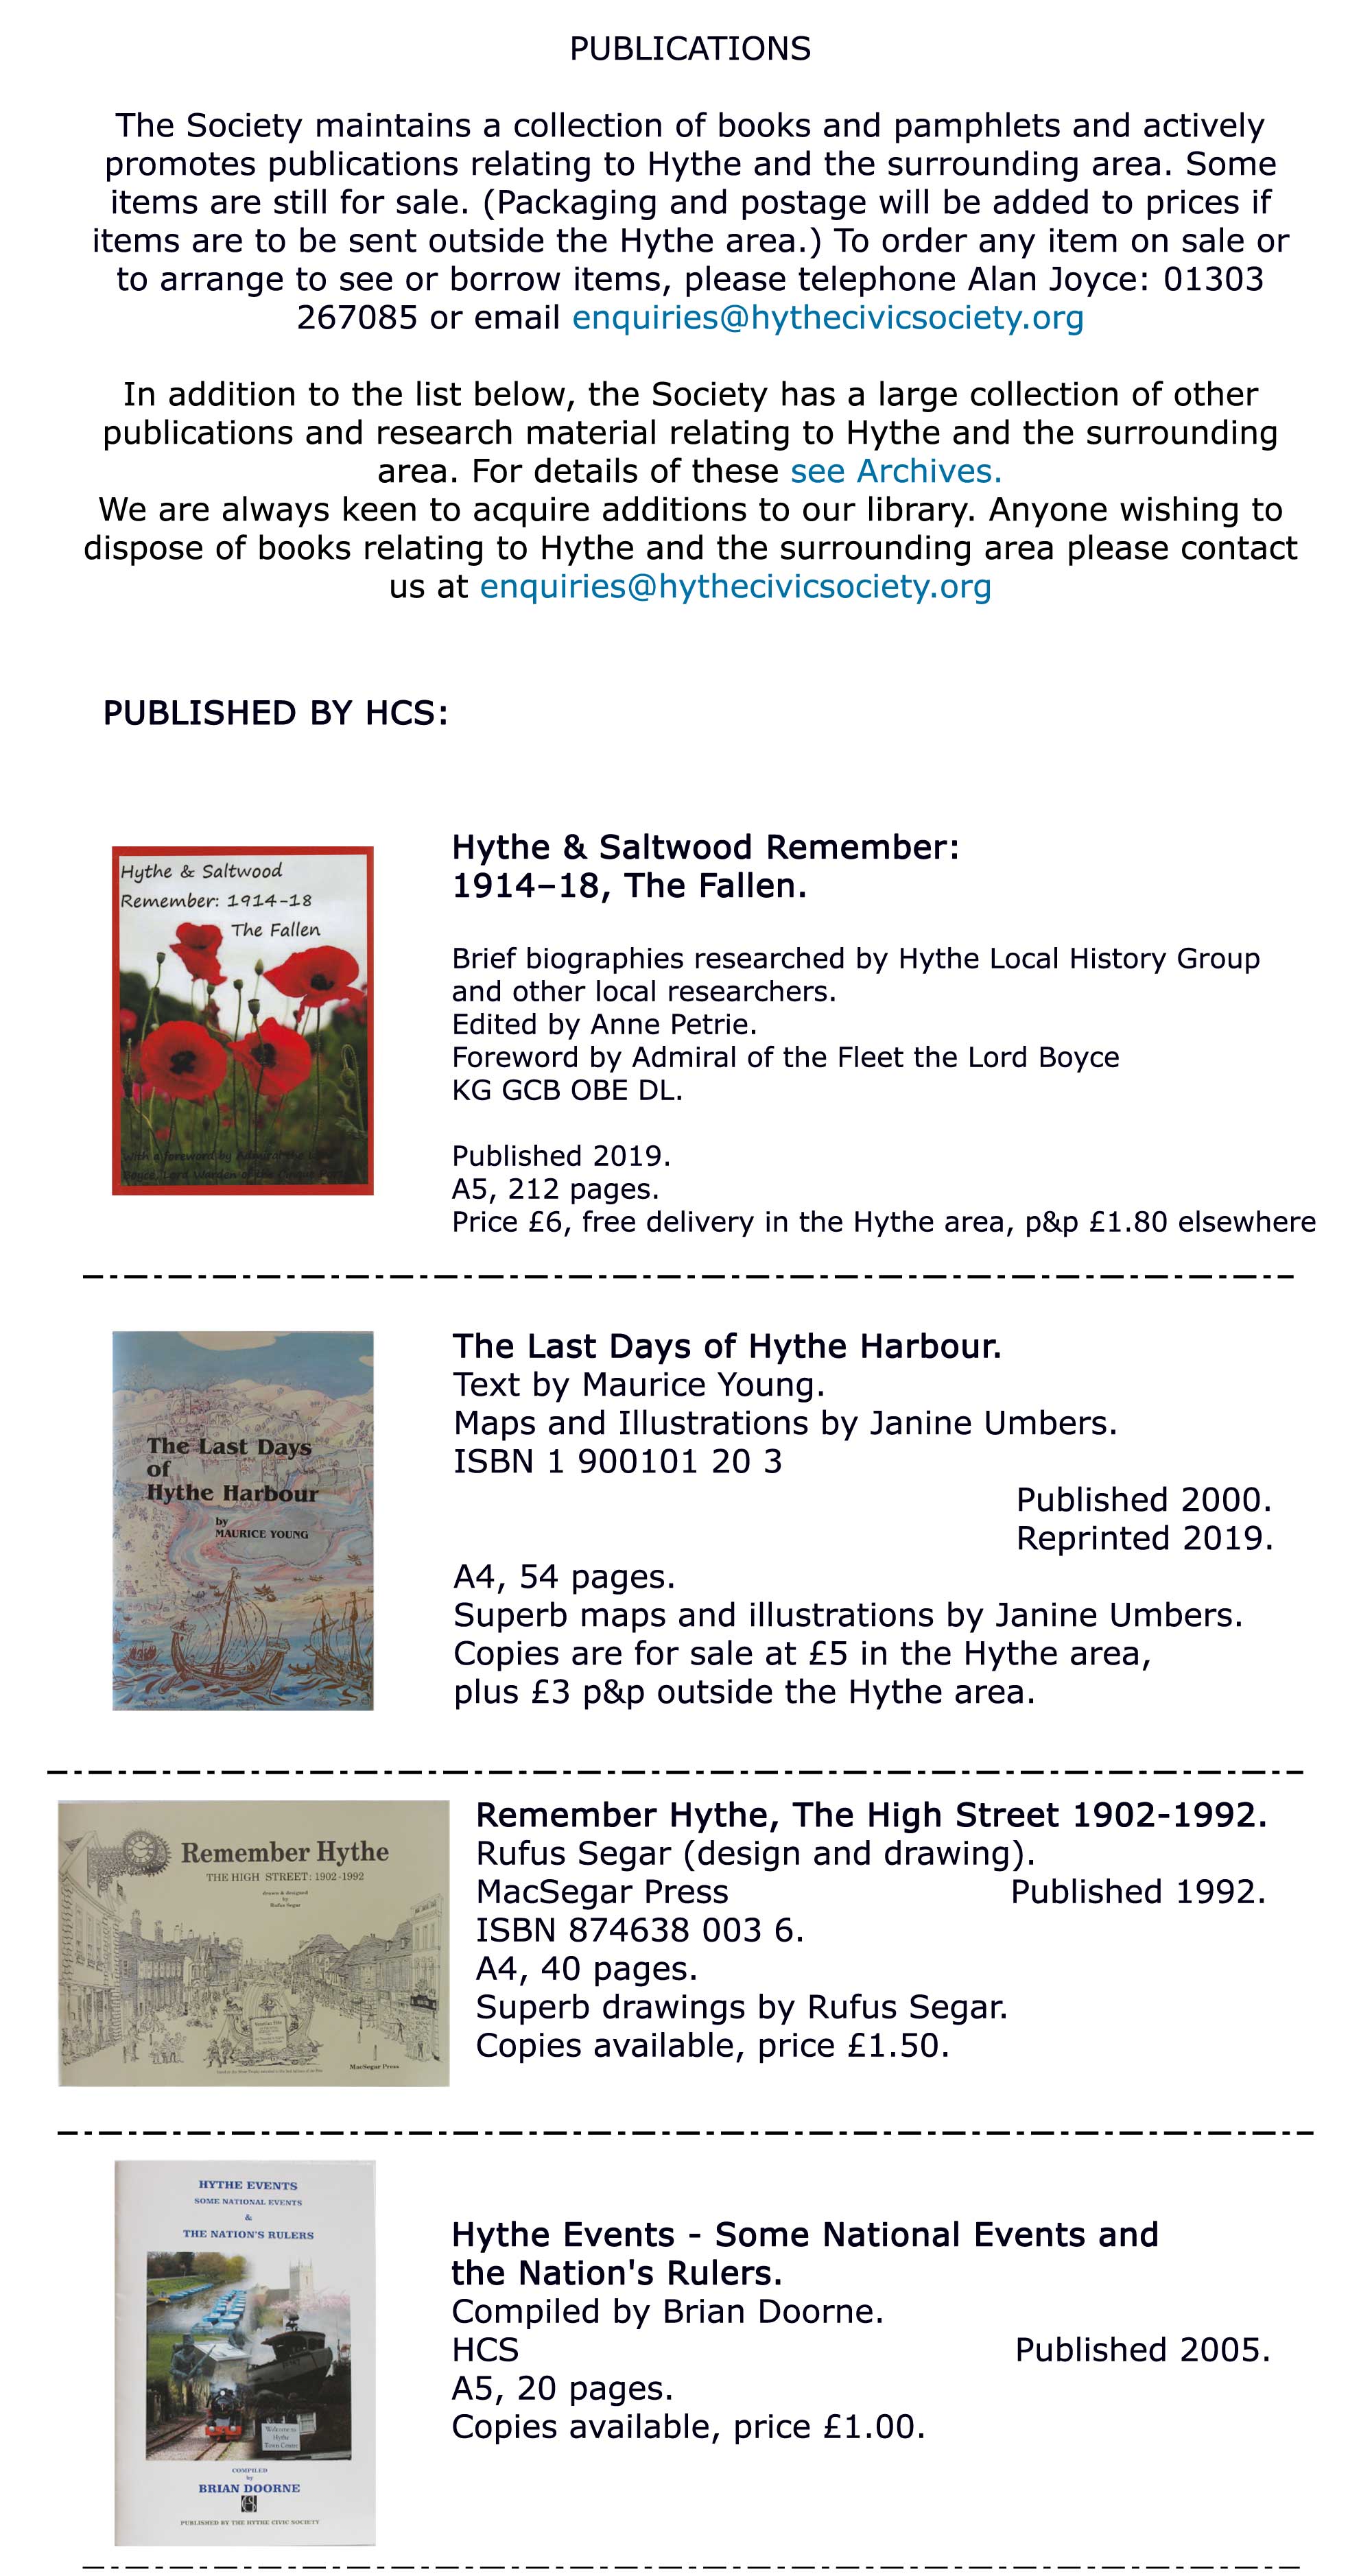 PUBLICATIONS
The Society maintains a collection of books and pamphlets and actively
promotes publications relating to Hythe and the surrounding area. Some
items are still for sale. (Packaging and postage will be added to prices if
items are to be sent outside the Hythe area.) To order any item on sale or
to arrange to see or borrow items, please telephone Alan Joyce: 01303
267085 or email enquiries@hythecivicsociety.org
In addition to the list below, the Society has a large collection of other
publications and research material relating to Hythe and the surrounding
area. For details of these see Archives.
We are always keen to acquire additions to our library. Anyone wishing to
dispose of books relating to Hythe and the surrounding area please contact
us at enquiries@hythecivicsociety.org
PUBLISHED BY HCS:
Hythe & Saltwood
Remember: 1914-18
The Fallen
with a foreword by Admiral the
Boyce, Lord Warden of the Cinque
Hythe & Saltwood Remember:
1914–18, The Fallen.
Brief biographies researched by Hythe Local History Group
and other local researchers.
Edited by Anne Petrie.
Foreword by Admiral of the Fleet the Lord Boyce
KG GCB OBE DL.
Published 2019.
A5, 212 pages.
Price £6, free delivery in the Hythe area, p&p £1.80 elsewhere
The Last Days
of
Hythe Harbour
by
MAURICE YOUNG
The Last Days of Hythe Harbour.
Text by Maurice Young.
Maps and Illustrations by Janine Umbers.
ISBN 1 900101 20 3
Published 2000.
Reprinted 2019.
A4, 54 pages.
Superb maps and illustrations by Janine Umbers.
Copies are for sale at £5 in the Hythe area,
plus £3 p&p outside the Hythe area.
Remember Hythe
THE HIGH STREET: 1902-1992
drawn & designed
by
Rufus Segar
MacSegar Press
Remember Hythe, The High Street 1902-1992.
Rufus Segar (design and drawing).
MacSegar Press Published 1992.
ISBN 874638 003 6.
A4, 40 pages.
Superb drawings by Rufus Segar.
Copies available, price £1.50.
HYTHE EVENTS
SOME NATIONAL EVENTS
&
THE NATION'S RULERS
Welcome to
Hythe
Town Centre
COMPILED
by
BRIAN DOORNE
PUBLISHED BY THE HYTHE CIVIC SOCIETY
Hythe Events - Some National Events and
the Nation's Rulers.
Compiled by Brian Doorne.
HCS Published 2005.
A5, 20 pages.
Copies available, price £1.00.